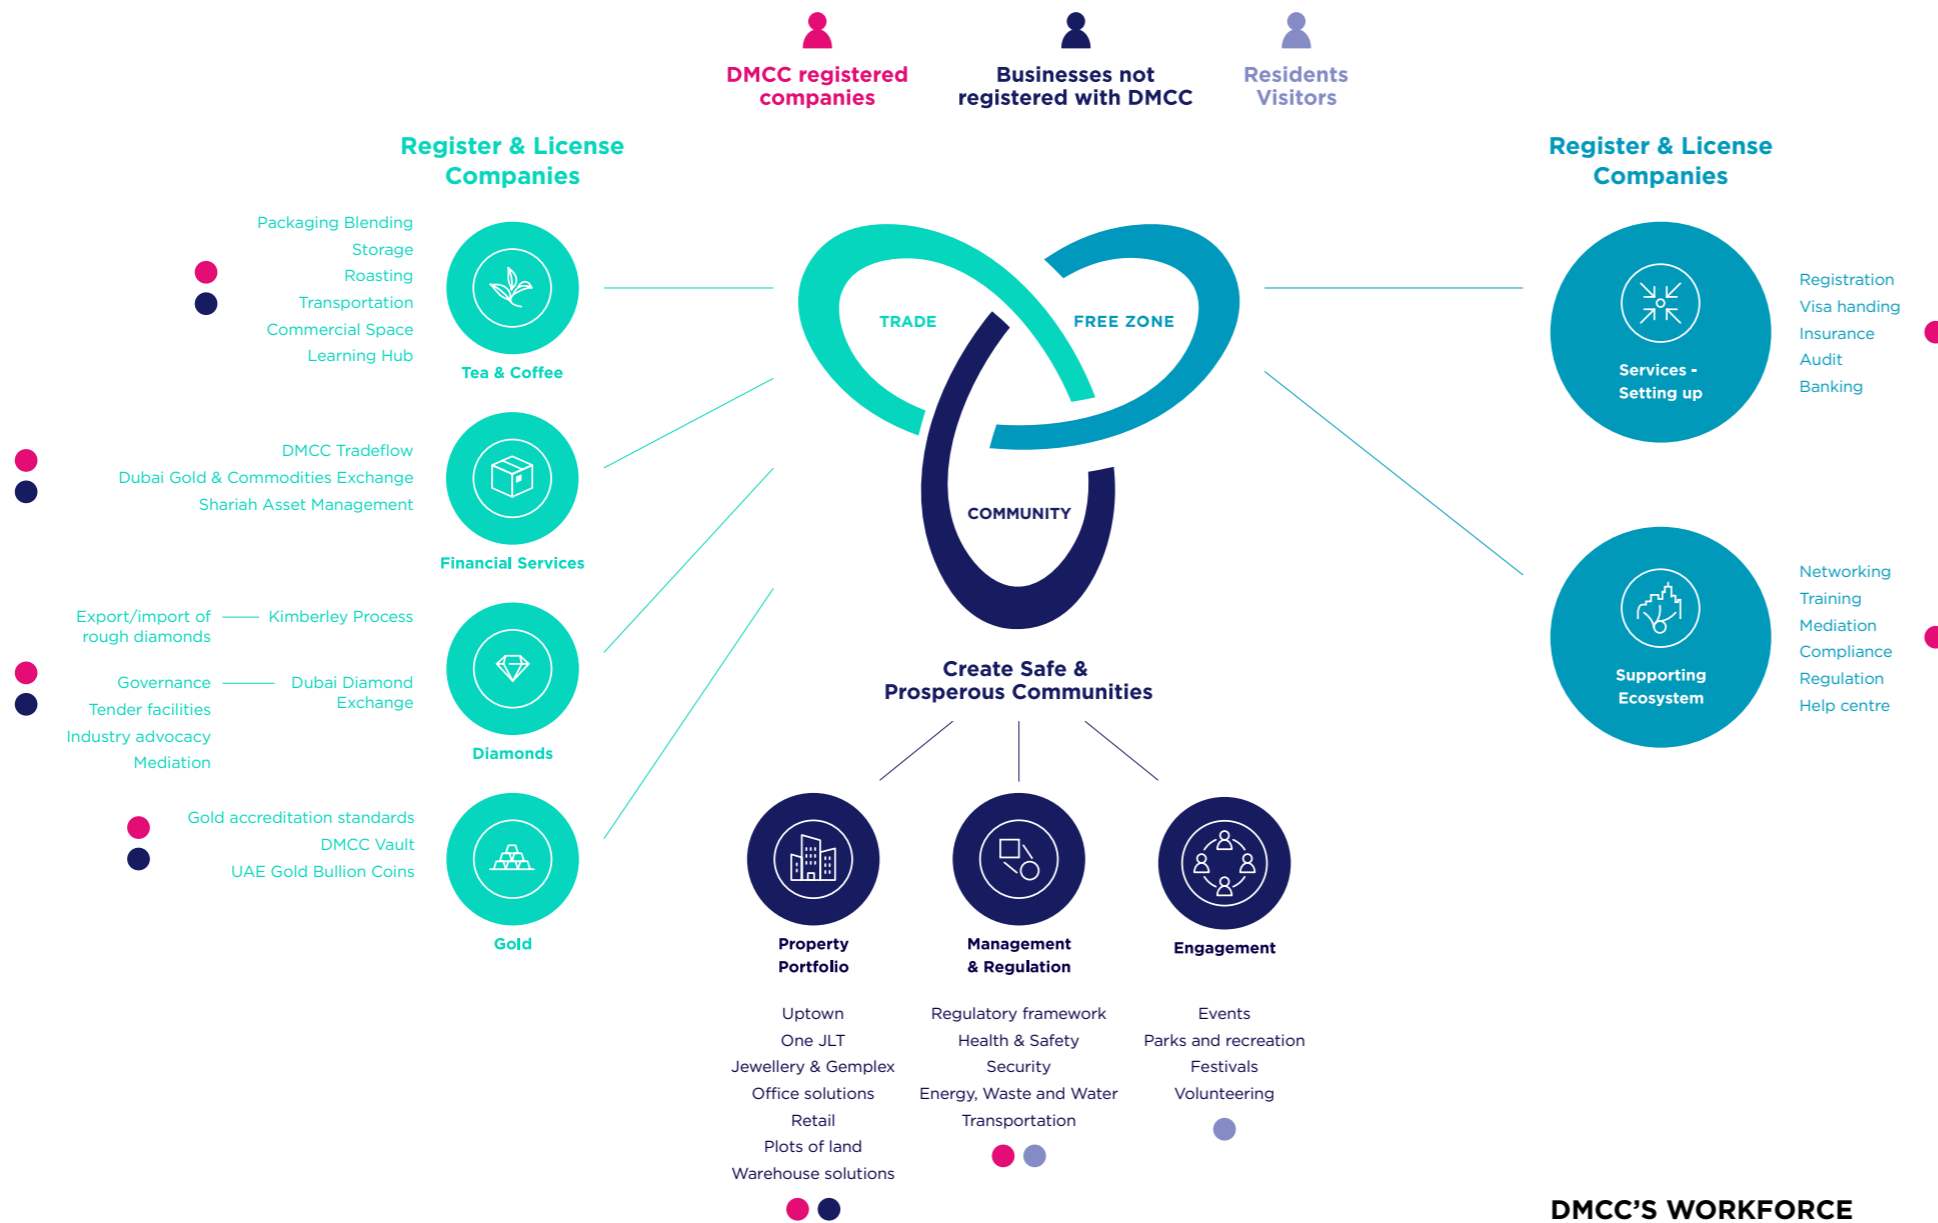 DMCC registered
companies
Businesses not
registered with DMCC
Residents
Visitors
Register & License
Companies
Packaging Blending
Storage
Roasting
Transportation
Commercial Space
Learning Hub
Tea & Coffee
DMCC Tradeflow
Dubai Gold & Commodities Exchange
Shariah Asset Management
Financial Services
Export/import of
rough diamonds
Kimberley Process
Governance
Tender facilities
Industry advocacy
Mediation
Dubai Diamond
Exchange
Diamonds
Gold accreditation standards
DMCC Vault
UAE Gold Bullion Coins
Gold
TRADE
FREE ZONE
COMMUNITY
Create Safe &
Prosperous Communities
Property
Portfolio
Uptown
One JLT
Jewellery & Gemplex
Office solutions
Retail
Plots of land
Warehouse solutions
Management
& Regulation
Regulatory framework
Health & Safety
Security
Energy, Waste and Water
Transportation
Engagement
Events
Parks and recreation
Festivals
Volunteering
Register & License
Companies
Services -
Setting up
Registration
Visa handing
Insurance
Audit
Banking
Supporting
Ecosystem
Networking
Training
Mediation
Compliance
Regulation
Help centre
DMCC'S WORKFORCE